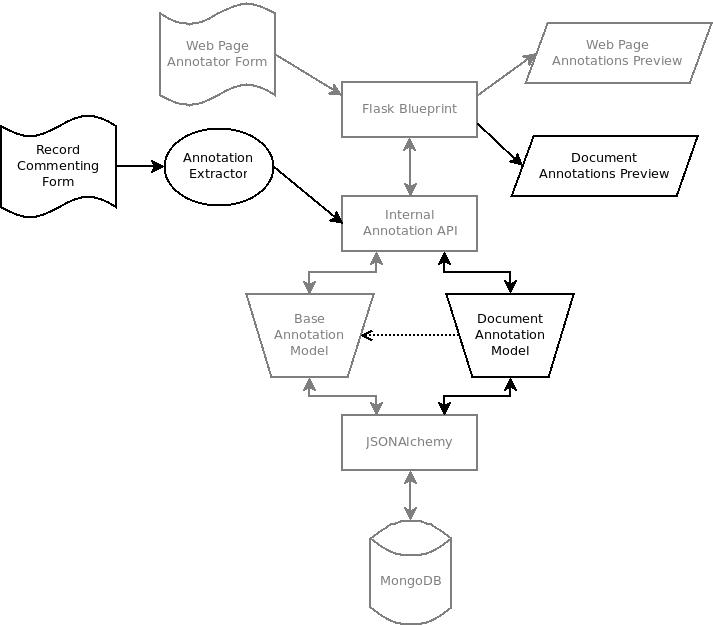 Web Page
Annotator Form
Web Page
Annotations Preview
Flask Blueprint
Record
Commenting
Form
Annotation
Extractor
Document
Annotations Preview
Internal
Annotation API
Base
Annotation
Model
Document
Annotation
Model
JSONAlchemy
MongoDB